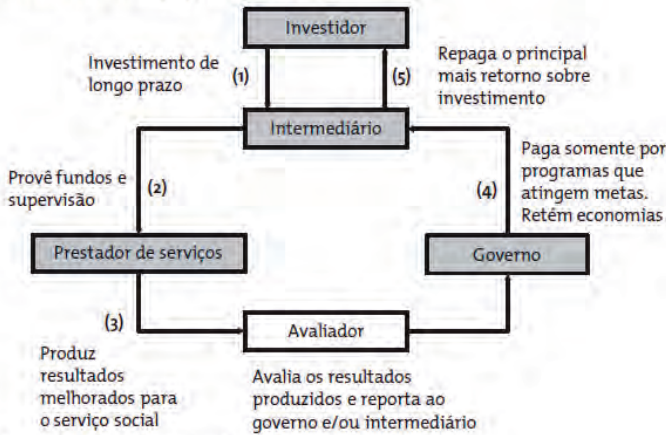 Investidor
Investimento de
longo prazo
(1)
(5)
Repaga o principal
mais retorno sobre
investimento
Intermediário
Provê fundos e
supervisão
(2)
(4)
Paga somente por
programas que
atingem metas.
Retém economias
Prestador de serviços
Governo
(3)
Avaliador
Produz
resultados
melhorados para
o serviço social
Avalia os resultados
produzidos e reporta ao
governo e/ou intermediário